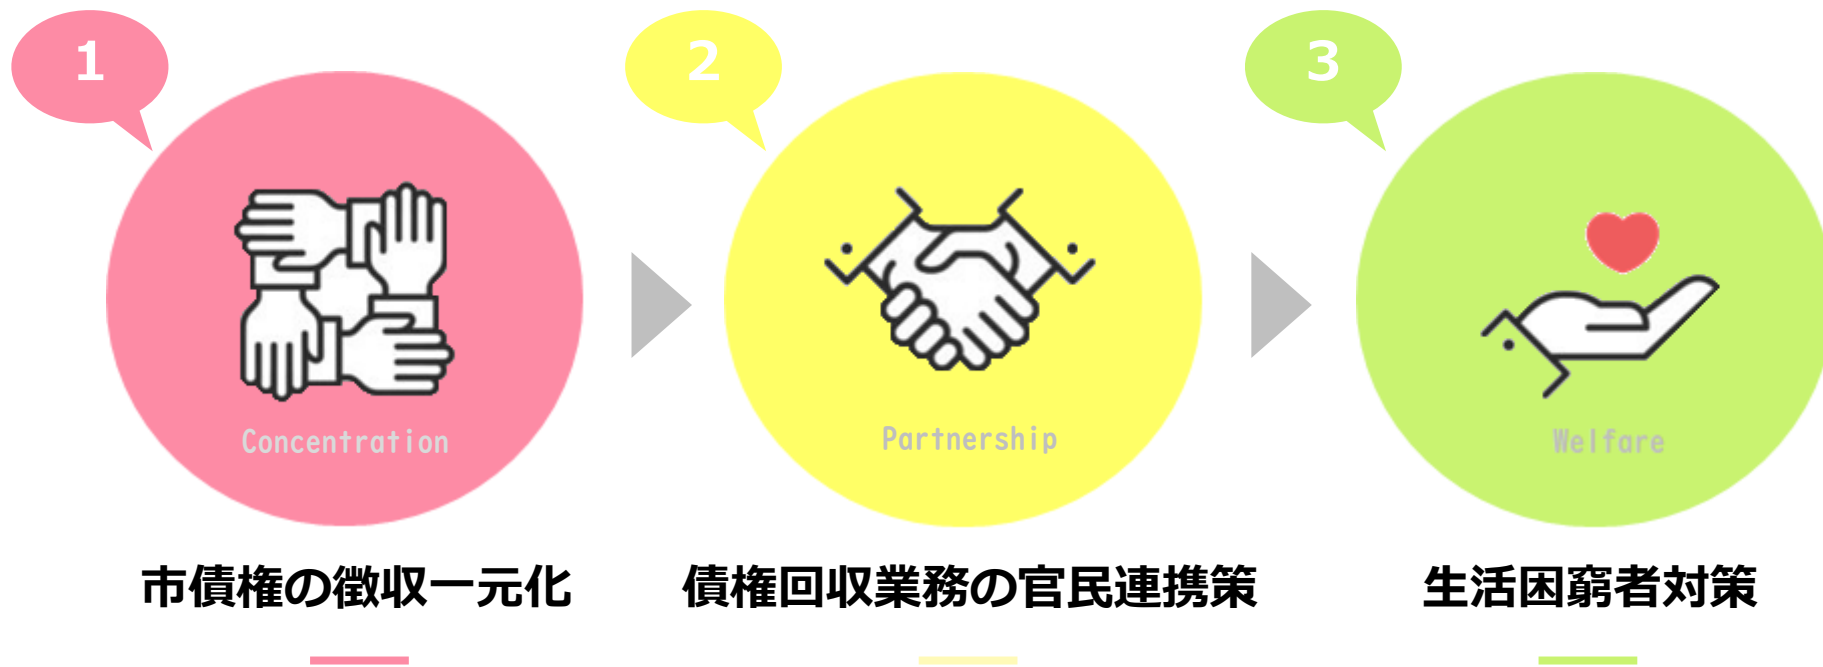 1
2
3
Concentration
Partnership
Welfare
市債権の徴収一元化
債権回収業務の官民連携策
生活困窮者対策